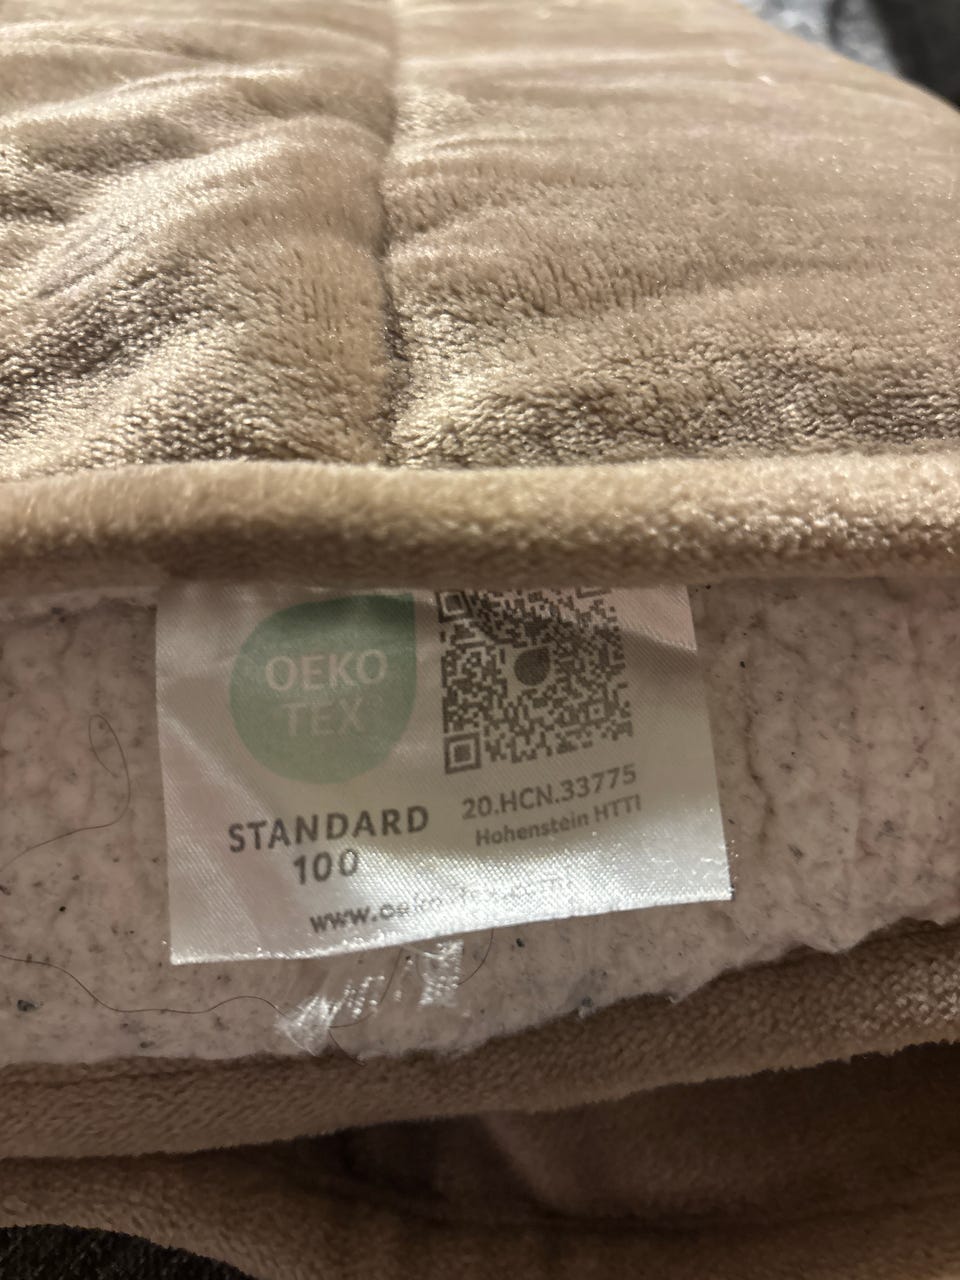 OEKO
TEX®
STANDARD
100
20.HCN.33775
Hohenstein HTTI